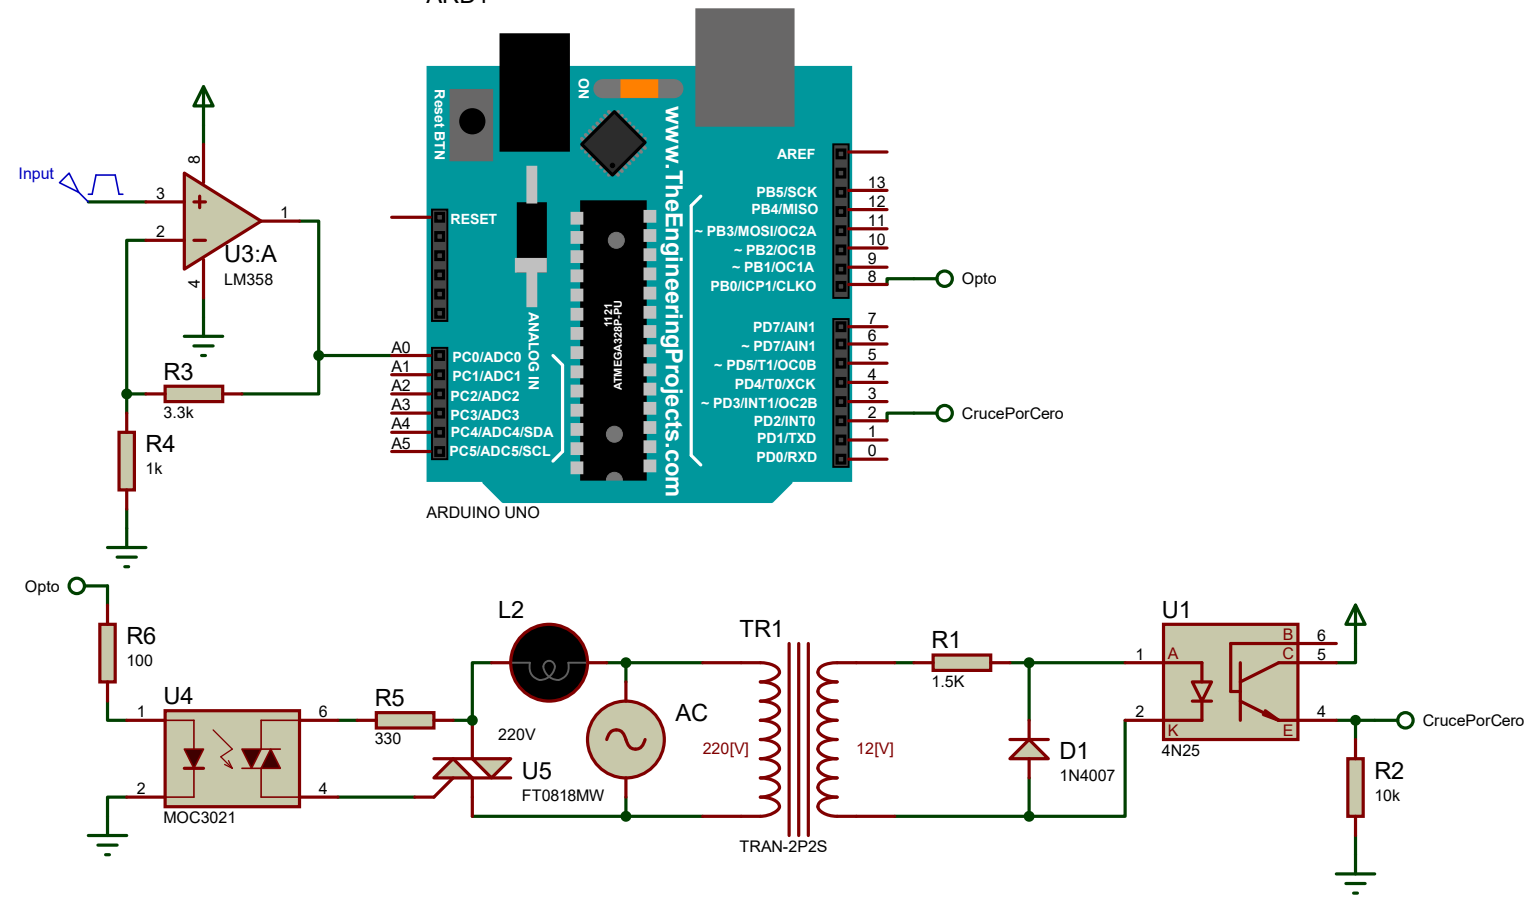 ARD1
Reset BTN
ON
www.TheEngineeringProjects.com
RESET
ANALOG IN
1121
ATMEGA328P-PU
AREF
PB5/SCK 13
PB4/MISO 12
~ PB3/MOSI/OC2A 11
~ PB2/OC1B 10
~ PB1/OC1A 9
PB0/ICP1/CLKO 8
Opto
PD7/AIN1 7
~ PD7/AIN1 6
~ PD5/T1/OC0B 5
PD4/T0/XCK 4
~ PD3/INT1/OC2B 3
PD2/INT0 2
CrucePorCero
PD1/TXD 1
PD0/RXD 0
A0 PC0/ADC0
A1 PC1/ADC1
A2 PC2/ADC2
A3 PC3/ADC3
A4 PC4/ADC4/SDA
A5 PC5/ADC5/SCL
ARDUINO UNO
Input
3
2
8
4
1
+
−
U3:A
LM358
R3
3.3k
R4
1k
Opto
R6
100
U4
1
2
6
4
MOC3021
R5
330
L2
220V
U5
FT0818MW
AC
TR1
220[V]
12[V]
TRAN-2P2S
R1
1.5K
D1
1N4007
U1
1
2
A
K
B
C
E
6
5
4
4N25
CrucePorCero
R2
10k